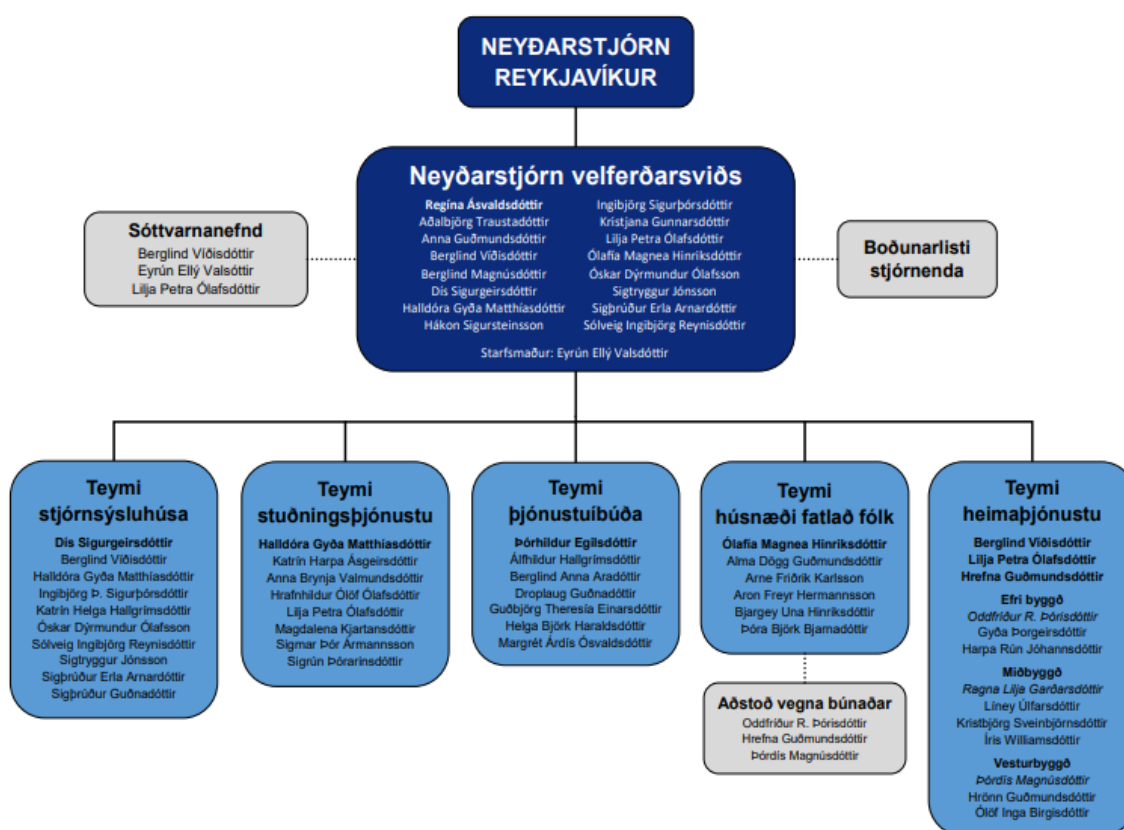 NEYÐARSTJÓRN
REYKJAVÍKUR
Neyðarstjórn velferðarsviðs
Regína Ásvaldsdóttir
Aðalbjörg Traustadóttir
Anna Guðmundsdóttir
Berglind Víðisdóttir
Berglind Magnúsdóttir
Dís Sigurgeirsdóttir
Halldóra Gyða Matthíasdóttir
Hákon Sigursteinsson
Ingibjörg Sigurþórsdóttir
Kristjana Gunnarsdóttir
Lilja Petra Ólafsdóttir
Ólafía Magnea Hinriksdóttir
Óskar Dýrmundur Ólafsson
Sigtryggur Jónsson
Sigþrúður Erla Arnardóttir
Sólveig Ingibjörg Reynisdóttir
Starfsmaður: Eyrún Ellý Valsdóttir
Sóttvarnanefnd
Berglind Víðisdóttir
Eyrún Ellý Valsóttir
Lilja Petra Ólafsdóttir
Boðunarlisti
stjórnenda
Teymi
stjórnsýsluhúsa
Dís Sigurgeirsdóttir
Berglind Víðisdóttir
Halldóra Gyða Matthíasdóttir
Ingibjörg Þ. Sigurþórsdóttir
Katrín Helga Hallgrímsdóttir
Óskar Dýrmundur Ólafsson
Sólveig Ingibjörg Reynisdóttir
Sigtryggur Jónsson
Sigþrúður Erla Arnardóttir
Sigþrúður Guðnadóttir
Teymi
stuðningsþjónustu
Halldóra Gyða Matthíasdóttir
Katrín Harpa Ásgeirsdóttir
Anna Brynja Valmundsdóttir
Hrafnhildur Ólöf Ólafsdóttir
Lilja Petra Ólafsdóttir
Magdalena Kjartansdóttir
Sigmar Þór Ármannsson
Sigrún Þórarinsdóttir
Teymi
þjónustuíbúða
Þórhildur Egilsdóttir
Álfhildur Hallgrímsdóttir
Berglind Anna Aradóttir
Droplaug Guðnadóttir
Guðbjörg Theresía Einarsdóttir
Helga Björk Haraldsdóttir
Margrét Árdís Ósvaldsdóttir
Teymi
húsnæði fatlað fólk
Ólafía Magnea Hinriksdóttir
Alma Dögg Guðmundsdóttir
Arne Friðrik Karlsson
Aron Freyr Hermannsson
Bjargey Una Hinriksdóttir
Þóra Björk Bjarnadóttir
Aðstoð vegna búnaðar
Oddfríður R. Þórisdóttir
Hrefna Guðmundsdóttir
Þórdís Magnúsdóttir
Teymi
heimaþjónustu
Berglind Víðisdóttir
Lilja Petra Ólafsdóttir
Hrefna Guðmundsdóttir
Efri byggð
Oddfríður R. Þórisdóttir
Gyða Þorgeirsdóttir
Harpa Rún Jóhannsdóttir
Miðbyggð
Ragna Lilja Garðarsdóttir
Líney Úlfarsdóttir
Kristbjörg Sveinbjörnsdóttir
Íris Williamsdóttir
Vesturbyggð
Þórdís Magnúsdóttir
Hrönn Guðmundsdóttir
Ólöf Inga Birgisdóttir